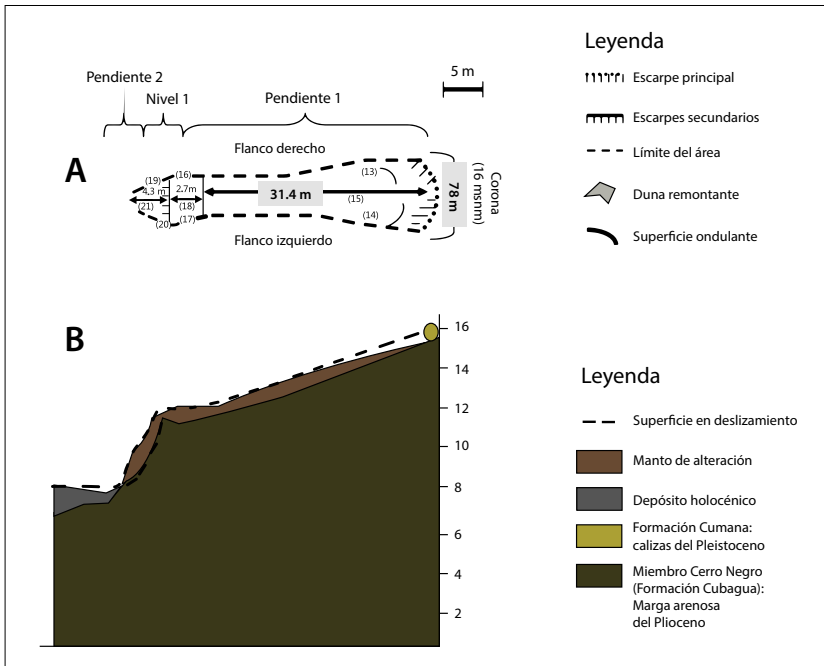 A
Pendiente 2
Nivel 1
Pendiente 1
5 m
Flanco derecho
(19)
(16)
(13)
4,3 m
2.7m
31.4 m
(15)
(21)
(18)
(20)
(17)
(14)
Flanco izquierdo
78 m
Corona
(16 msnm)
Leyenda
Escarpe principal
Escarpes secundarios
Límite del área
Duna remontante
Superficie ondulante
B
16
14
12
10
8
6
4
2
Leyenda
Superficie en deslizamiento
Manto de alteración
Depósito holocénico
Formación Cumana:
calizas del Pleistoceno
Miembro Cerro Negro
(Formación Cubagua):
Marga arenosa
del Plioceno